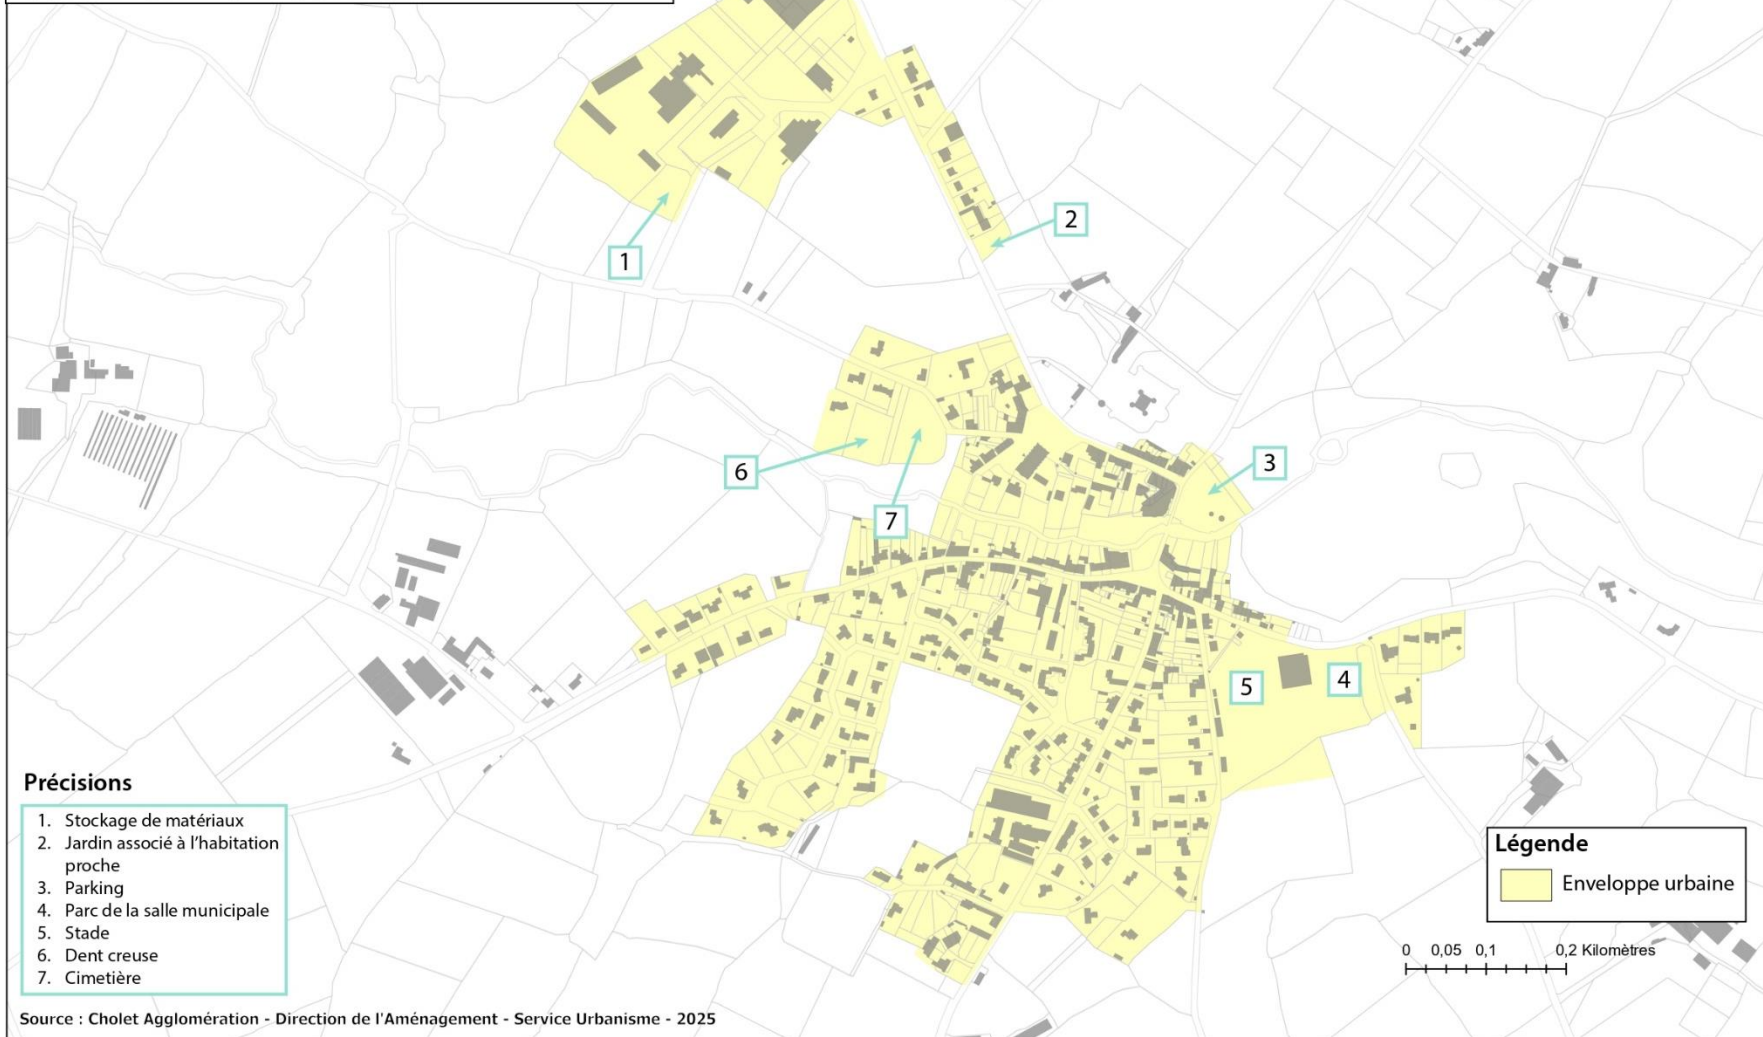 1
2
3
6
7
5
4
Précisions
1. Stockage de matériaux
2. Jardin associé à l'habitation
proche
3. Parking
4. Parc de la salle municipale
5. Stade
6. Dent creuse
7. Cimetière
Légende
Enveloppe urbaine
0 0,05 0,1 0,2 Kilomètres
Source : Cholet Agglomération - Direction de l'Aménagement - Service Urbanisme - 2025